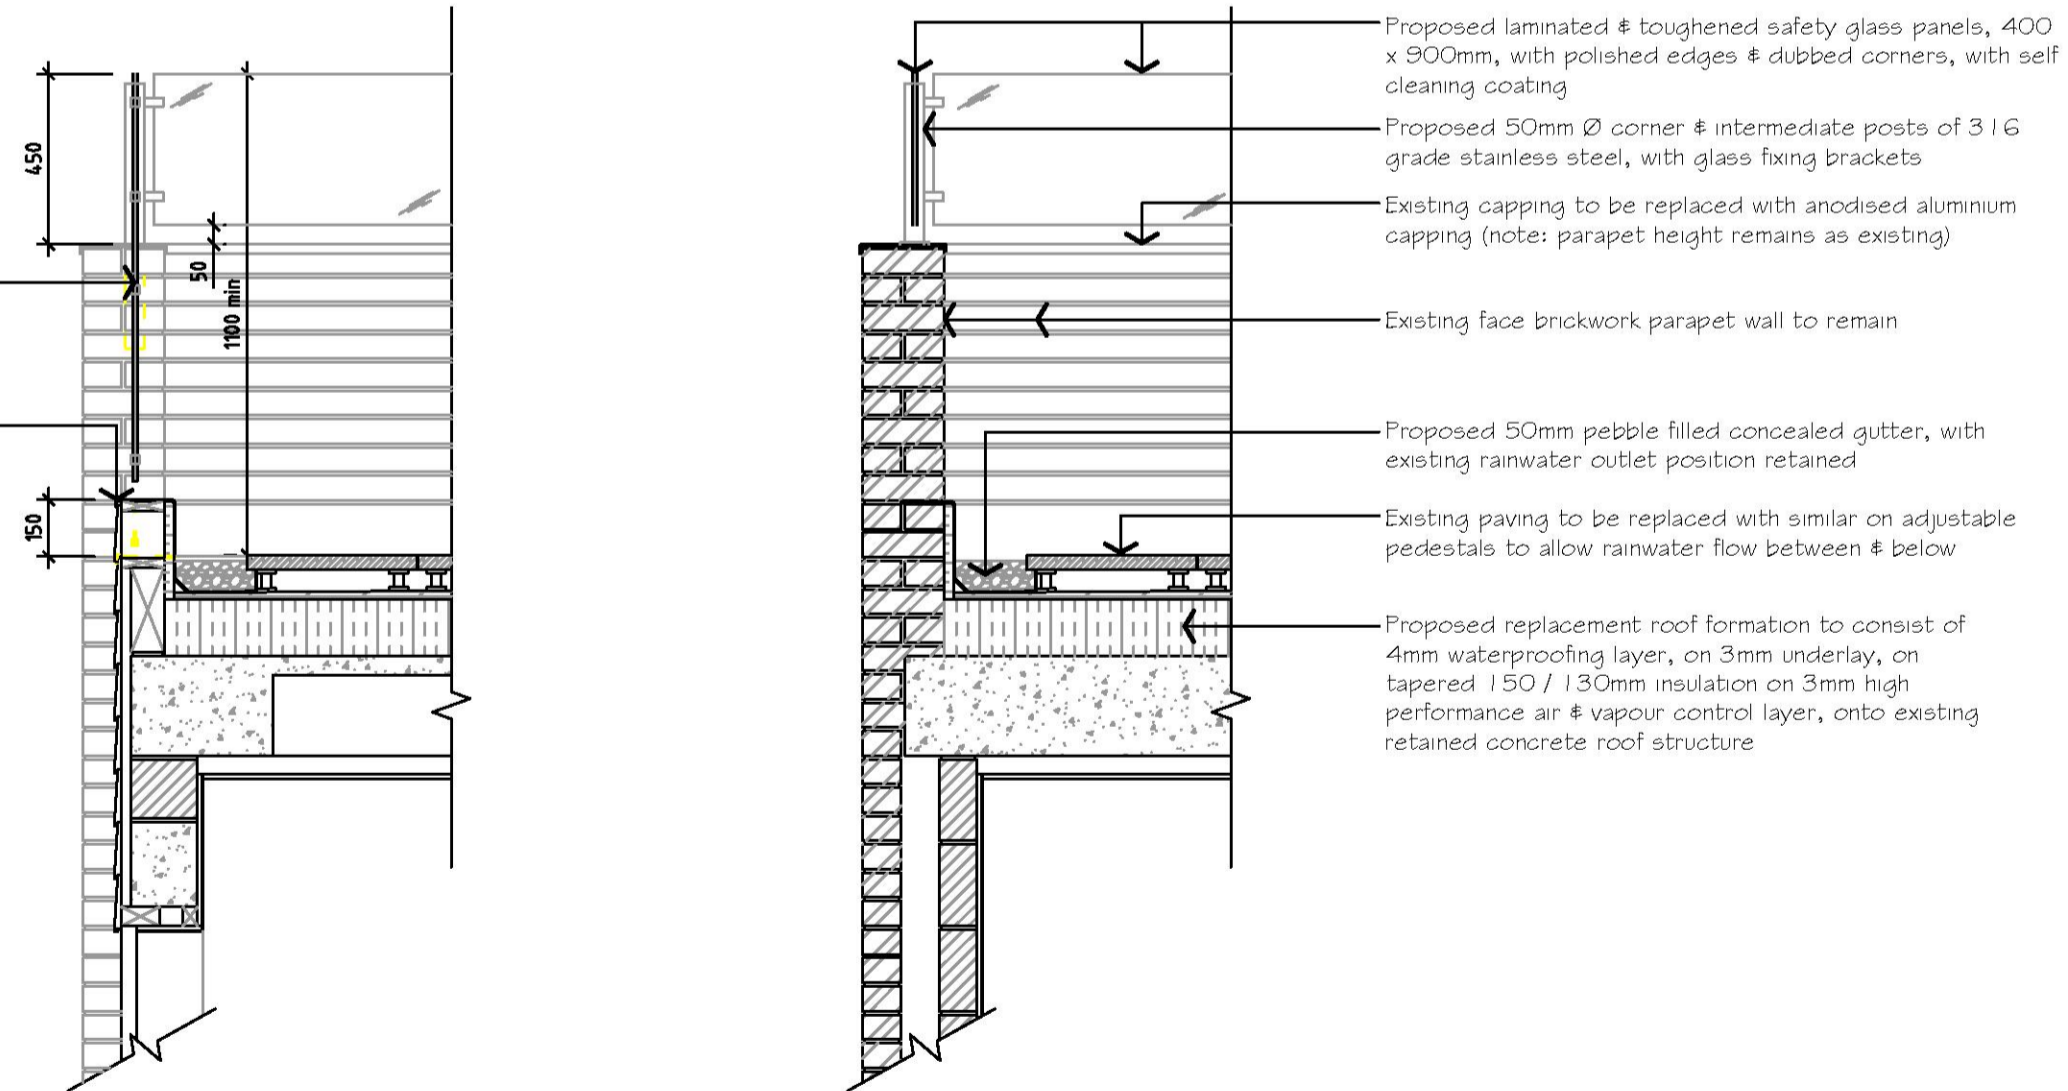 Proposed laminated & toughened safety glass panels, 400
x 900mm, with polished edges & dubbed corners, with self
cleaning coating
Proposed 50mm Ø corner & intermediate posts of 316
grade stainless steel, with glass fixing brackets
Existing capping to be replaced with anodised aluminium
capping (note: parapet height remains as existing)
Existing face brickwork parapet wall to remain
Proposed 50mm pebble filled concealed gutter, with
existing rainwater outlet position retained
Existing paving to be replaced with similar on adjustable
pedestals to allow rainwater flow between & below
Proposed replacement roof formation to consist of
4mm waterproofing layer, on 3mm underlay, on
tapered 150 / 130mm insulation on 3mm high
performance air & vapour control layer, onto existing
retained concrete roof structure
450
50
1100 min
150